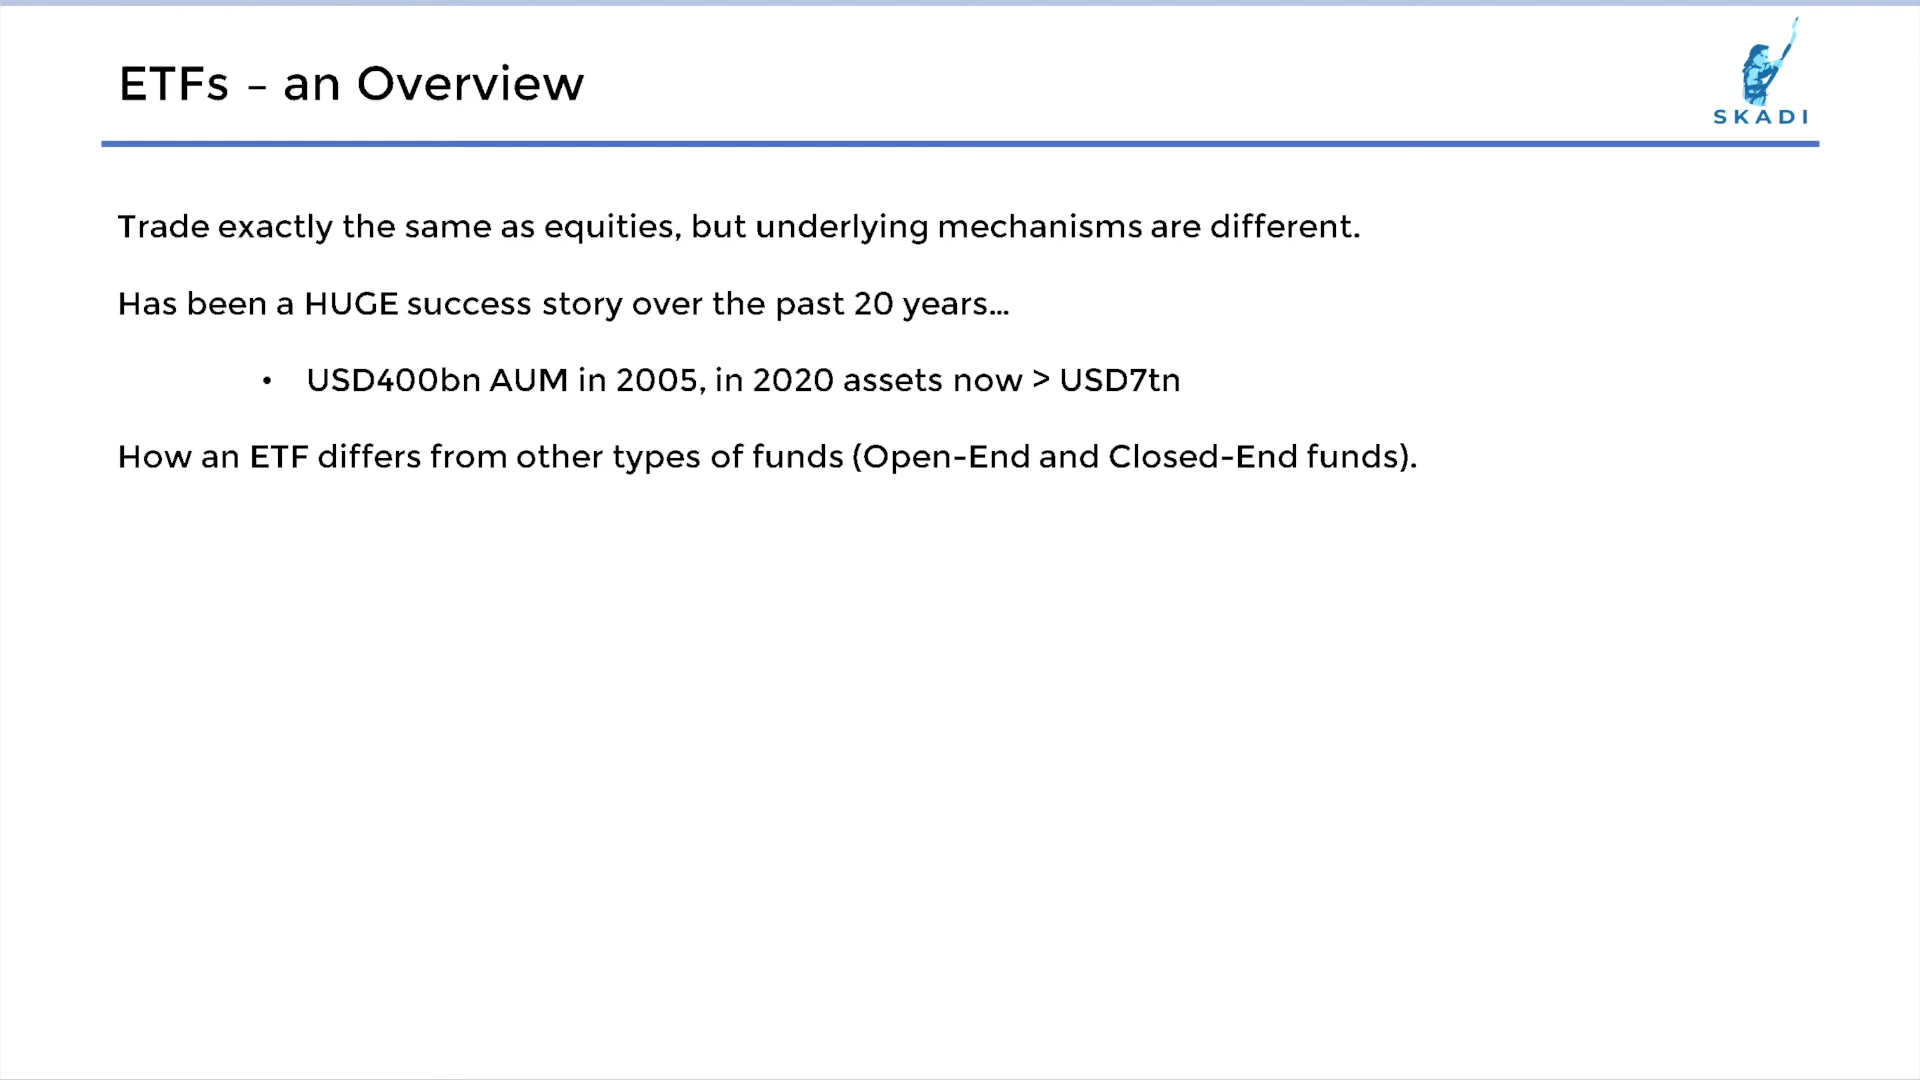 ETFs – an Overview
SKADI
Trade exactly the same as equities, but underlying mechanisms are different.
Has been a HUGE success story over the past 20 years...
• USD400bn AUM in 2005, in 2020 assets now > USD7tn
How an ETF differs from other types of funds (Open-End and Closed-End funds).